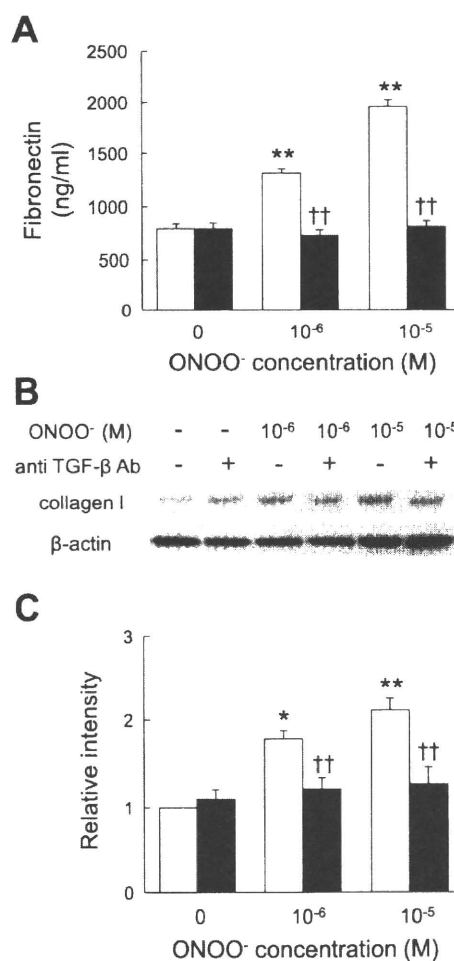 A
Fibronectin
(ng/ml)
2500
2000
1500
1000
500
0
**
**
††
††
0 10⁻⁶ 10⁻⁵
ONOO⁻ concentration (M)
B
ONOO⁻ (M) - - 10⁻⁶ 10⁻⁶ 10⁻⁵ 10⁻⁵
anti TGF-β Ab - + - + - +
collagen I
β-actin
C
Relative intensity
3
2
1
0
*
**
††
††
0 10⁻⁶ 10⁻⁵
ONOO⁻ concentration (M)